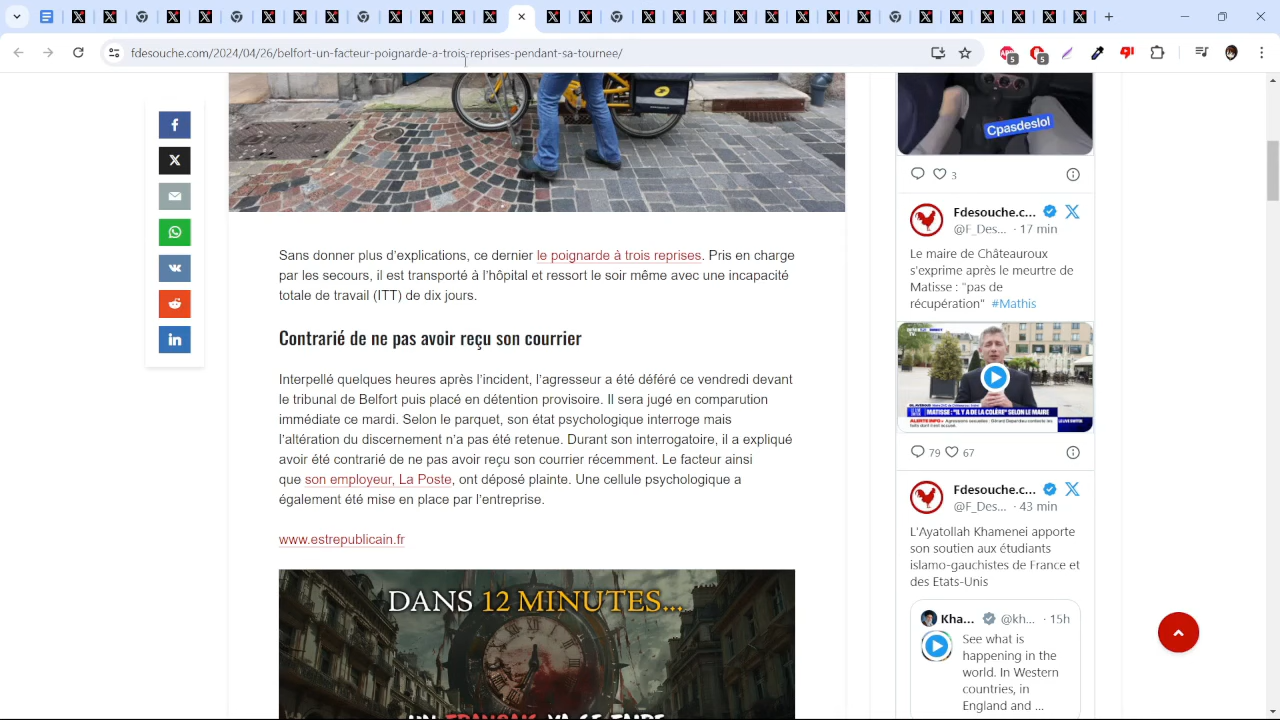 fdesouche.com/2024/04/26/belfort-un-facteur-poignarde-a-trois-reprises-pendant-sa-tournee/
5
5
Cpasdeslol
3
Fdesouche.c...
@F_Des... · 17 min
Le maire de Châteauroux
s'exprime après le meurtre de
Matisse : "pas de
récupération" #Mathis
MATISSE: "IL Y A DE LA COLÈRE" SELON LE MAIRE
79 67
Fdesouche.c...
@F_Des... · 43 min
L'Ayatollah Khamenei apporte
son soutien aux étudiants
islamo-gauchistes de France et
des Etats-Unis
Kha... @kh... · 15h
See what is
happening in the
world. In Western
countries, in
England and ...
Sans donner plus d'explications, ce dernier le poignarde à trois reprises. Pris en charge
par les secours, il est transporté à l'hôpital et ressort le soir même avec une incapacité
totale de travail (ITT) de dix jours.
Contrarié de ne pas avoir reçu son courrier
Interpellé quelques heures après l'incident, l'agresseur a été déféré ce vendredi devant
le tribunal de Belfort puis placé en détention provisoire. Il sera jugé en comparution
immédiate ce mardi. Selon le parquet, son état psychologique interroge mais
l'altération du discernement n'a pas été retenue. Durant son interrogatoire, il a expliqué
avoir été contrarié de ne pas avoir reçu son courrier récemment. Le facteur ainsi
que son employeur, La Poste, ont déposé plainte. Une cellule psychologique a
également été mise en place par l'entreprise.
www.estrepublicain.fr
DANS 12 MINUTES...
UN FRANÇAIS VA SE FAIRE